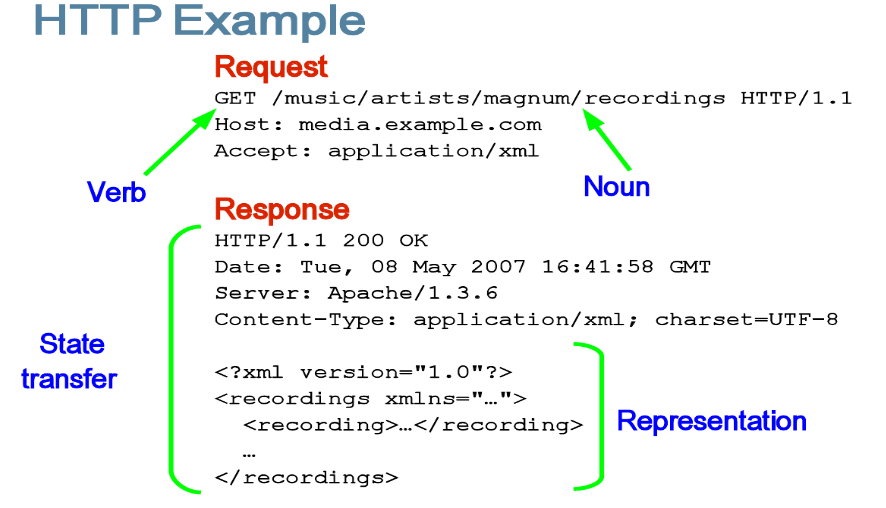 HTTP Example
Request
GET /music/artists/magnum/recordings HTTP/1.1
Host: media.example.com
Accept: application/xml
Verb
Noun
Response
HTTP/1.1 200 OK
Date: Tue, 08 May 2007 16:41:58 GMT
Server: Apache/1.3.6
Content-Type: application/xml; charset=UTF-8
State
transfer
<?xml version="1.0"?>
<recordings xmlns="…">
<recording>…</recording>
…
</recordings>
Representation